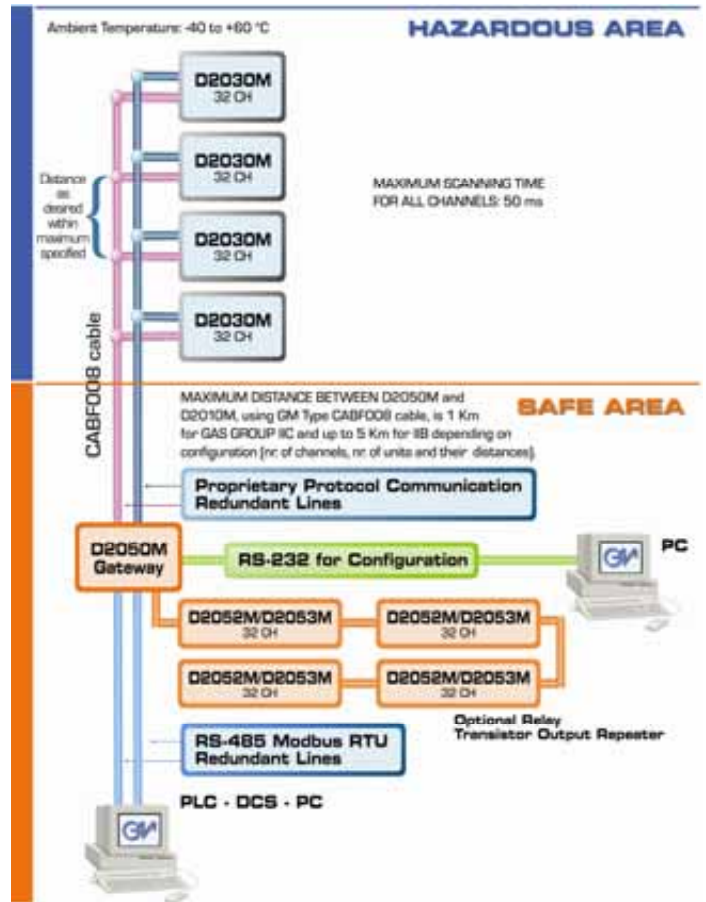 Ambient Temperature: -40 to +60 °C
HAZARDOUS AREA
D2030M
32 CH
D2030M
32 CH
Distance
as
desired
within
maximum
specified
MAXIMUM SCANNING TIME
FOR ALL CHANNELS: 50 ms
D2030M
32 CH
D2030M
32 CH
CABF008 cable
MAXIMUM DISTANCE BETWEEN D2050M and
D2010M, using GM Type CABF008 cable, is 1 Km
for GAS GROUP IIC and up to 5 Km for IIB depending on
configuration (nr. of channels, nr. of units and their distances).
SAFE AREA
Proprietary Protocol Communication
Redundant Lines
D2050M
Gateway
RS-232 for Configuration
GM
PC
D2052M/D2053M
32 CH
D2052M/D2053M
32 CH
D2052M/D2053M
32 CH
D2052M/D2053M
32 CH
Optional Relay
Transistor Output Repeater
RS-485 Modbus RTU
Redundant Lines
PLC - DCS - PC
GM